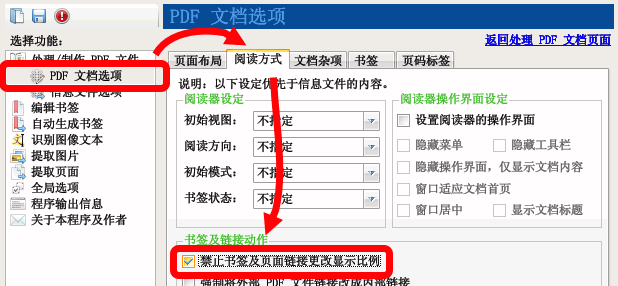 PDF 文档选项
选择功能:
返回处理 PDF 文档页面
处理/制作 PDF 文件
PDF 文档选项
信息文件选项
编辑书签
自动生成书签
识别图像文本
提取图片
提取页面
全局选项
程序输出信息
关于本程序及作者
页面布局 阅读方式 文档杂项 书签 页码标签
说明: 以下设定优先于信息文件的内容。
阅读器设定
初始视图: 不指定
阅读方向: 不指定
初始模式: 不指定
书签状态: 不指定
阅读器操作界面设定
设置阅读器的操作界面
隐藏菜单 隐藏工具栏
隐藏操作界面, 仅显示文档内容
窗口适应文档首页
窗口居中 显示文档标题
书签及链接动作
禁止书签及页面链接更改显示比例
强制将外部 PDF 文件链接改成内部链接